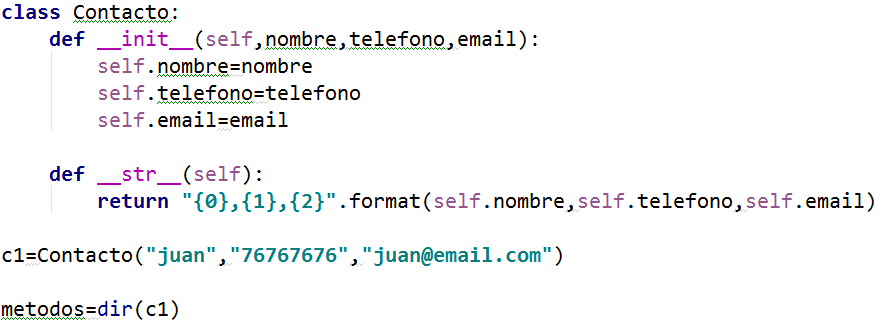 class Contacto:
    def __init__(self,nombre,telefono,email):
        self.nombre=nombre
        self.telefono=telefono
        self.email=email

    def __str__(self):
        return "{0},{1},{2}".format(self.nombre,self.telefono,self.email)

c1=Contacto("juan","76767676","juan@email.com")

metodos=dir(c1)